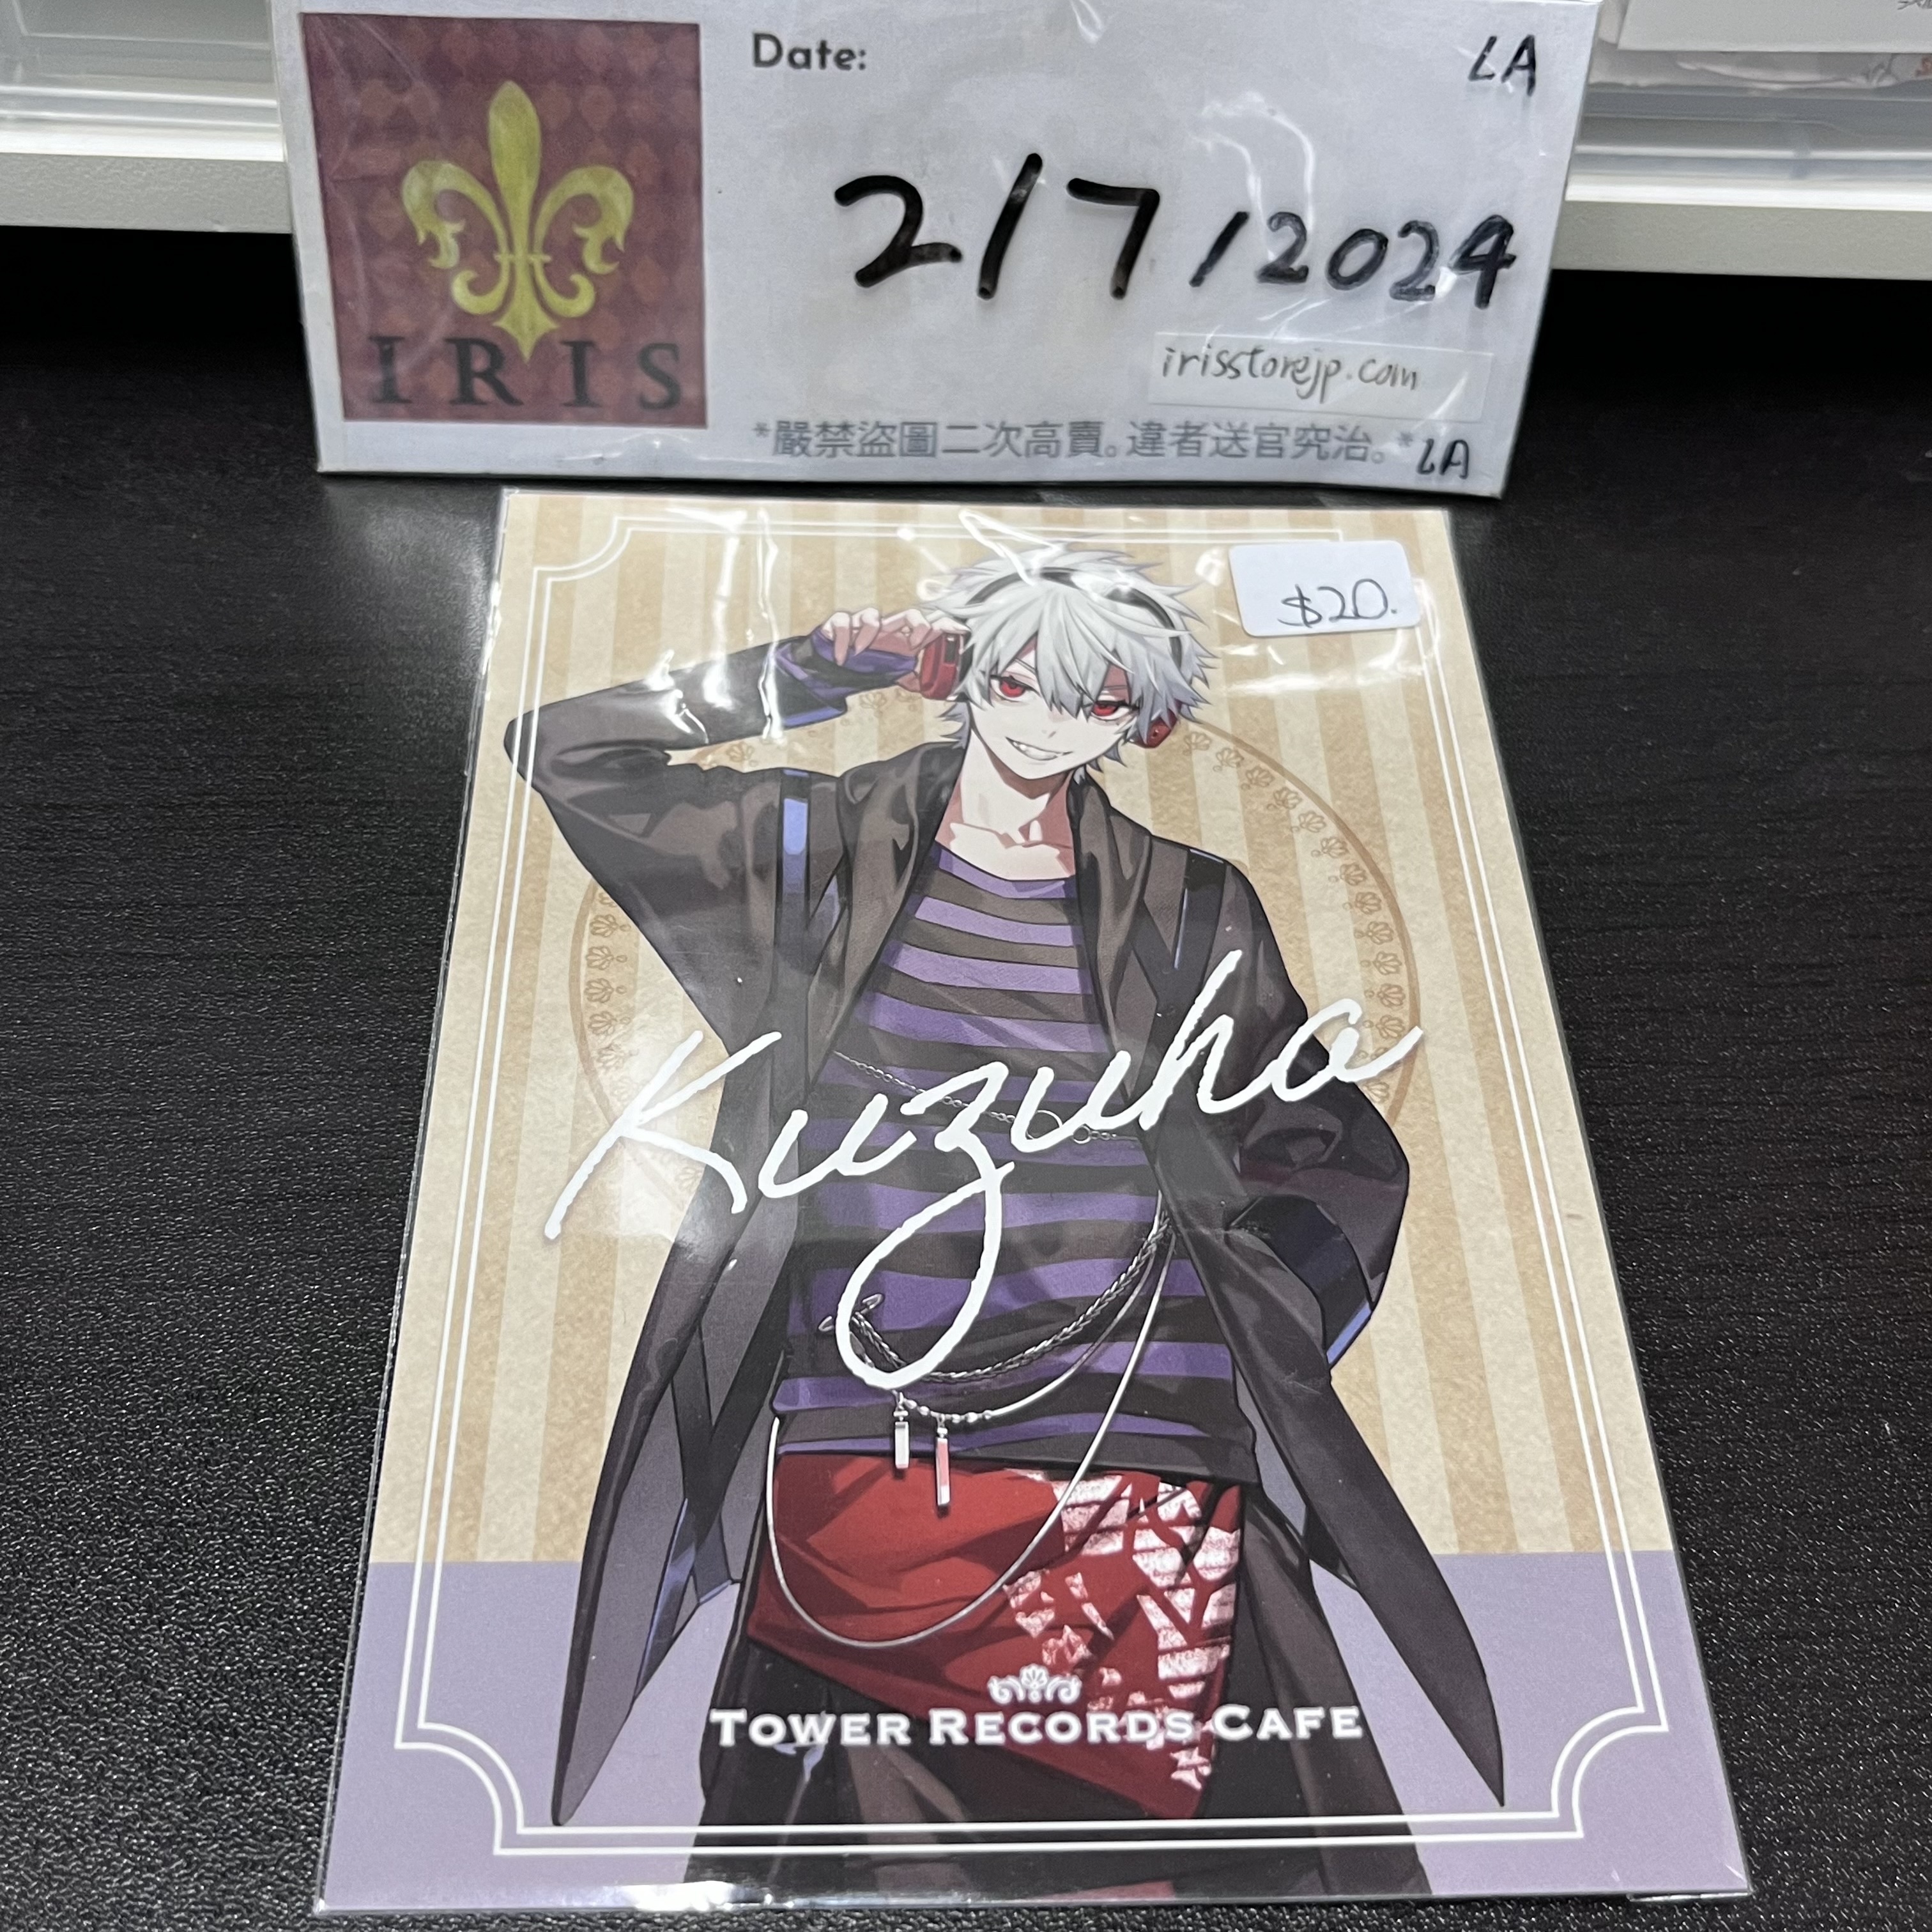 Date:
LA
2/7/2024
IRIS
irisstorejp.com
*嚴禁盜圖二次高賣。違者送官究治。*
LA
$20.
Kuzuha
TOWER RECORDS CAFE